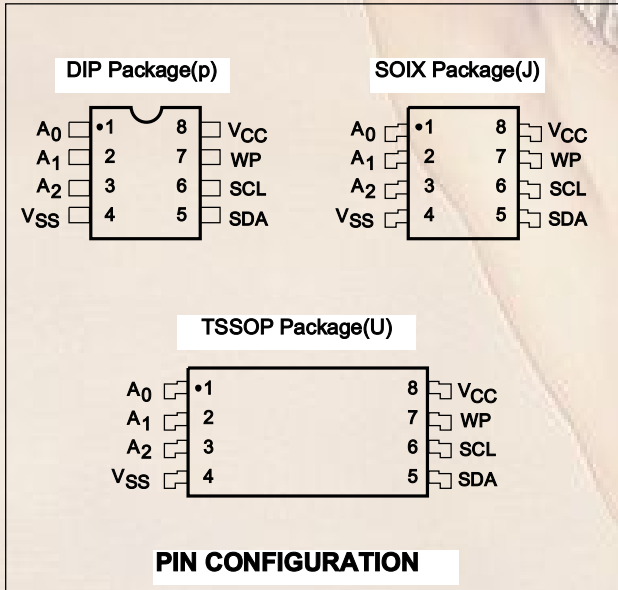 DIP Package(p)
A0 •1 8 VCC
A1 2 7 WP
A2 3 6 SCL
VSS 4 5 SDA
SOIX Package(J)
A0 •1 8 VCC
A1 2 7 WP
A2 3 6 SCL
VSS 4 5 SDA
TSSOP Package(U)
A0 •1 8 VCC
A1 2 7 WP
A2 3 6 SCL
VSS 4 5 SDA
PIN CONFIGURATION